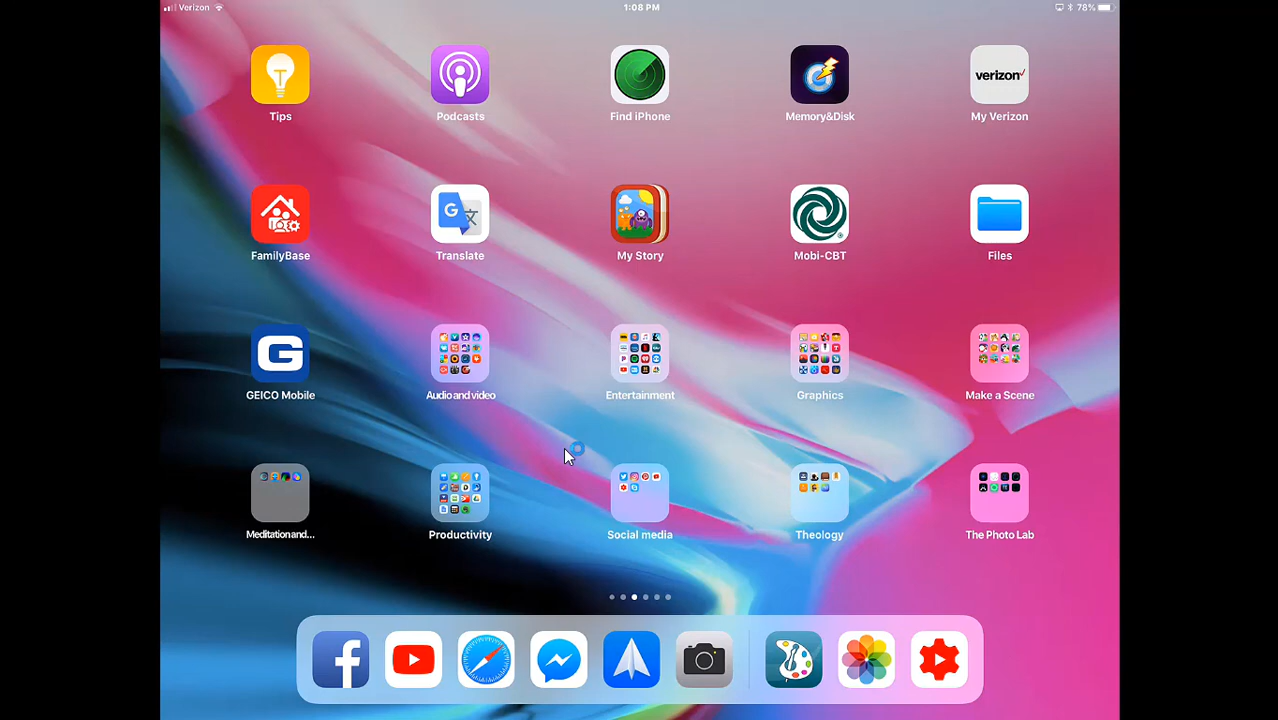 Verizon 1:08 PM 78%
Tips Podcasts Find iPhone Memory&Disk My Verizon
verizon✓
FamilyBase Translate My Story Mobi-CBT Files
GEICO Mobile Audio and video Entertainment Graphics Make a Scene
Meditation and... Productivity Social media Theology The Photo Lab